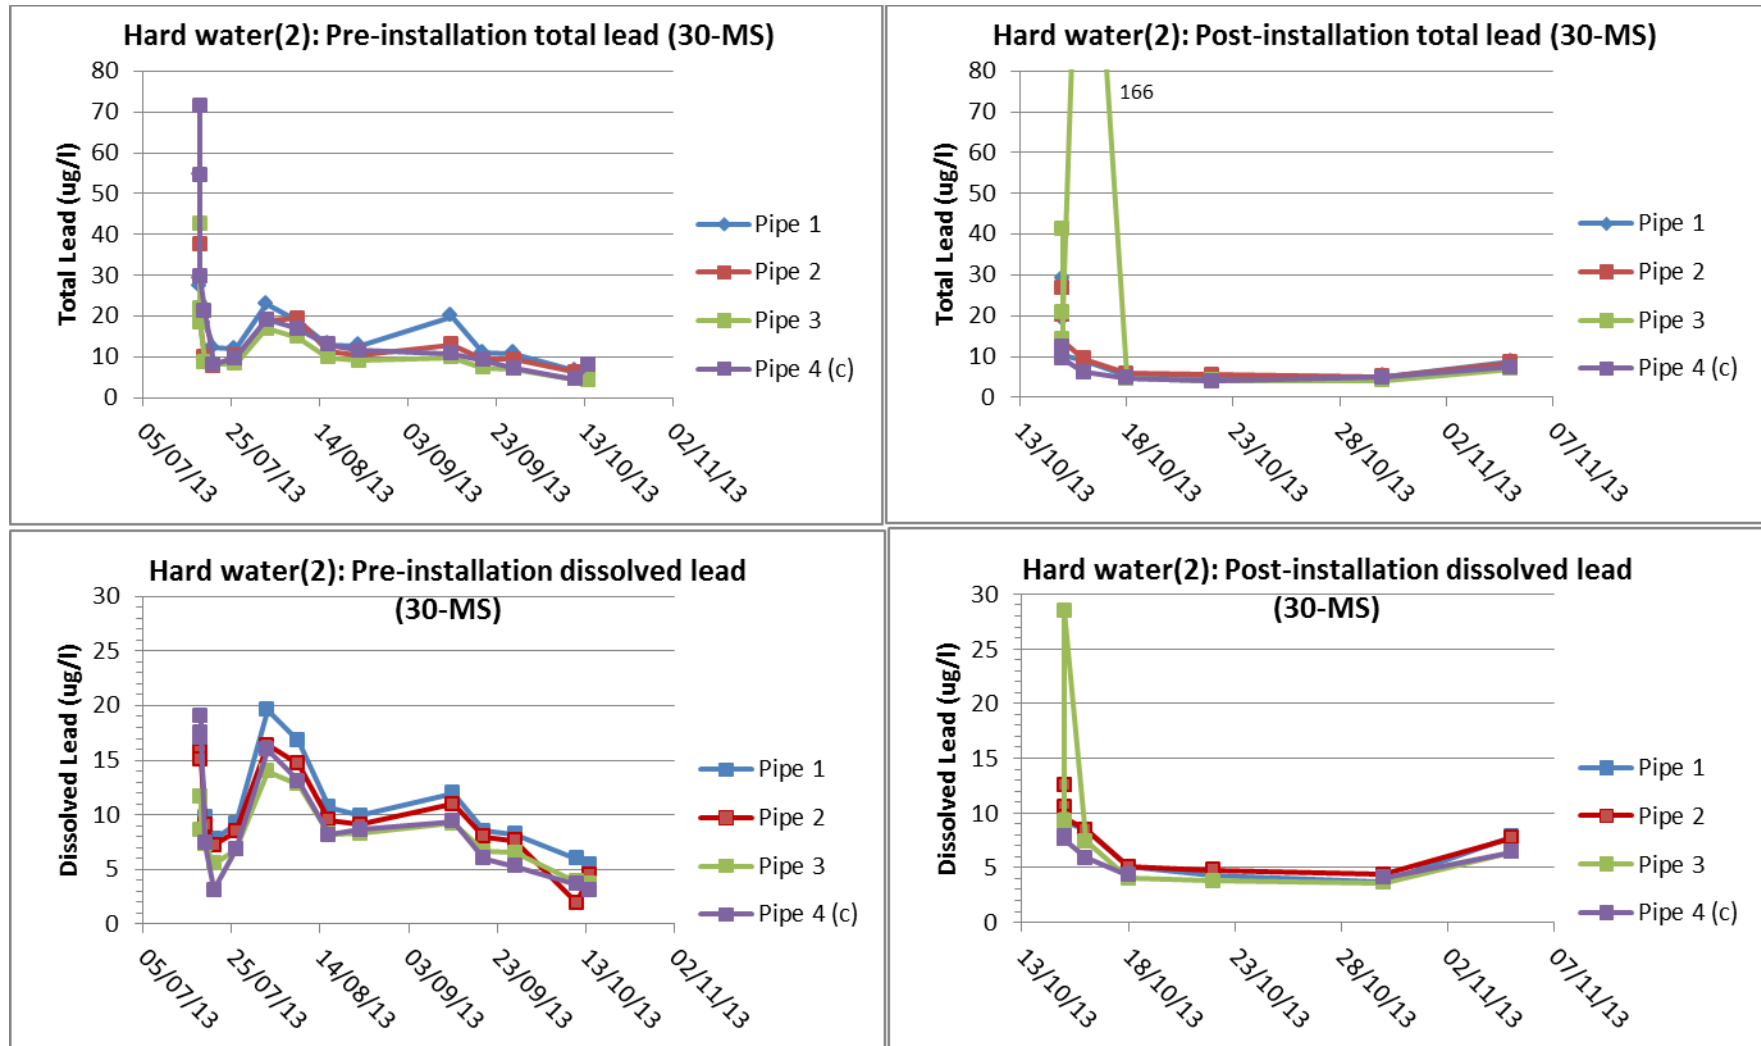 Hard water(2): Pre-installation total lead (30-MS)
80
70
60
50
40
30
20
10
0
Total Lead (ug/l)
05/07/13
25/07/13
14/08/13
03/09/13
23/09/13
13/10/13
02/11/13
Pipe 1
Pipe 2
Pipe 3
Pipe 4 (c)
Hard water(2): Post-installation total lead (30-MS)
80
70
60
50
40
30
20
10
0
166
Total Lead (ug/l)
13/10/13
18/10/13
23/10/13
28/10/13
02/11/13
07/11/13
Pipe 1
Pipe 2
Pipe 3
Pipe 4 (c)
Hard water(2): Pre-installation dissolved lead
(30-MS)
30
25
20
15
10
5
0
Dissolved Lead (ug/l)
05/07/13
25/07/13
14/08/13
03/09/13
23/09/13
13/10/13
02/11/13
Pipe 1
Pipe 2
Pipe 3
Pipe 4 (c)
Hard water(2): Post-installation dissolved lead
(30-MS)
30
25
20
15
10
5
0
Dissolved Lead (ug/l)
13/10/13
18/10/13
23/10/13
28/10/13
02/11/13
07/11/13
Pipe 1
Pipe 2
Pipe 3
Pipe 4 (c)